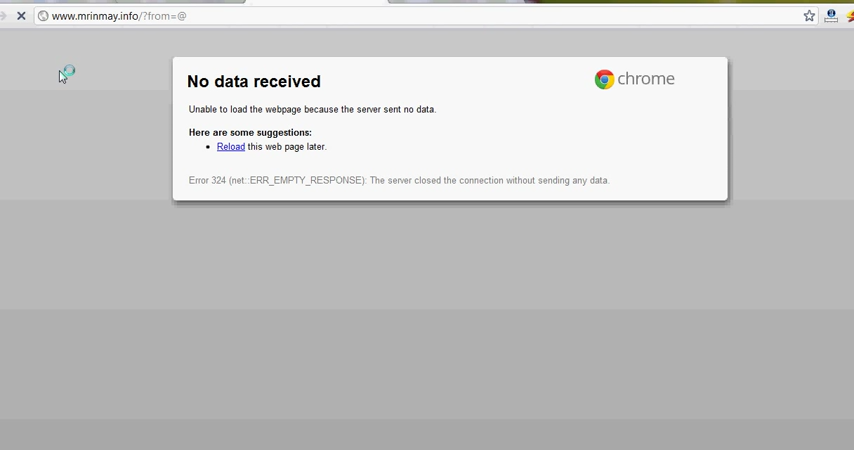 www.mrinmay.info/?from=@
No data received
chrome
Unable to load the webpage because the server sent no data.
Here are some suggestions:
Reload this web page later.
Error 324 (net::ERR_EMPTY_RESPONSE): The server closed the connection without sending any data.